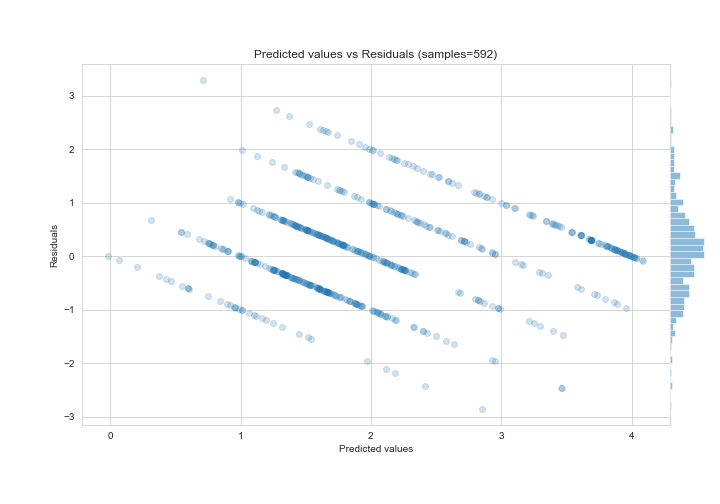 Predicted values vs Residuals (samples=592)
3
2
1
0
−1
−2
−3
Residuals
0 1 2 3 4
Predicted values